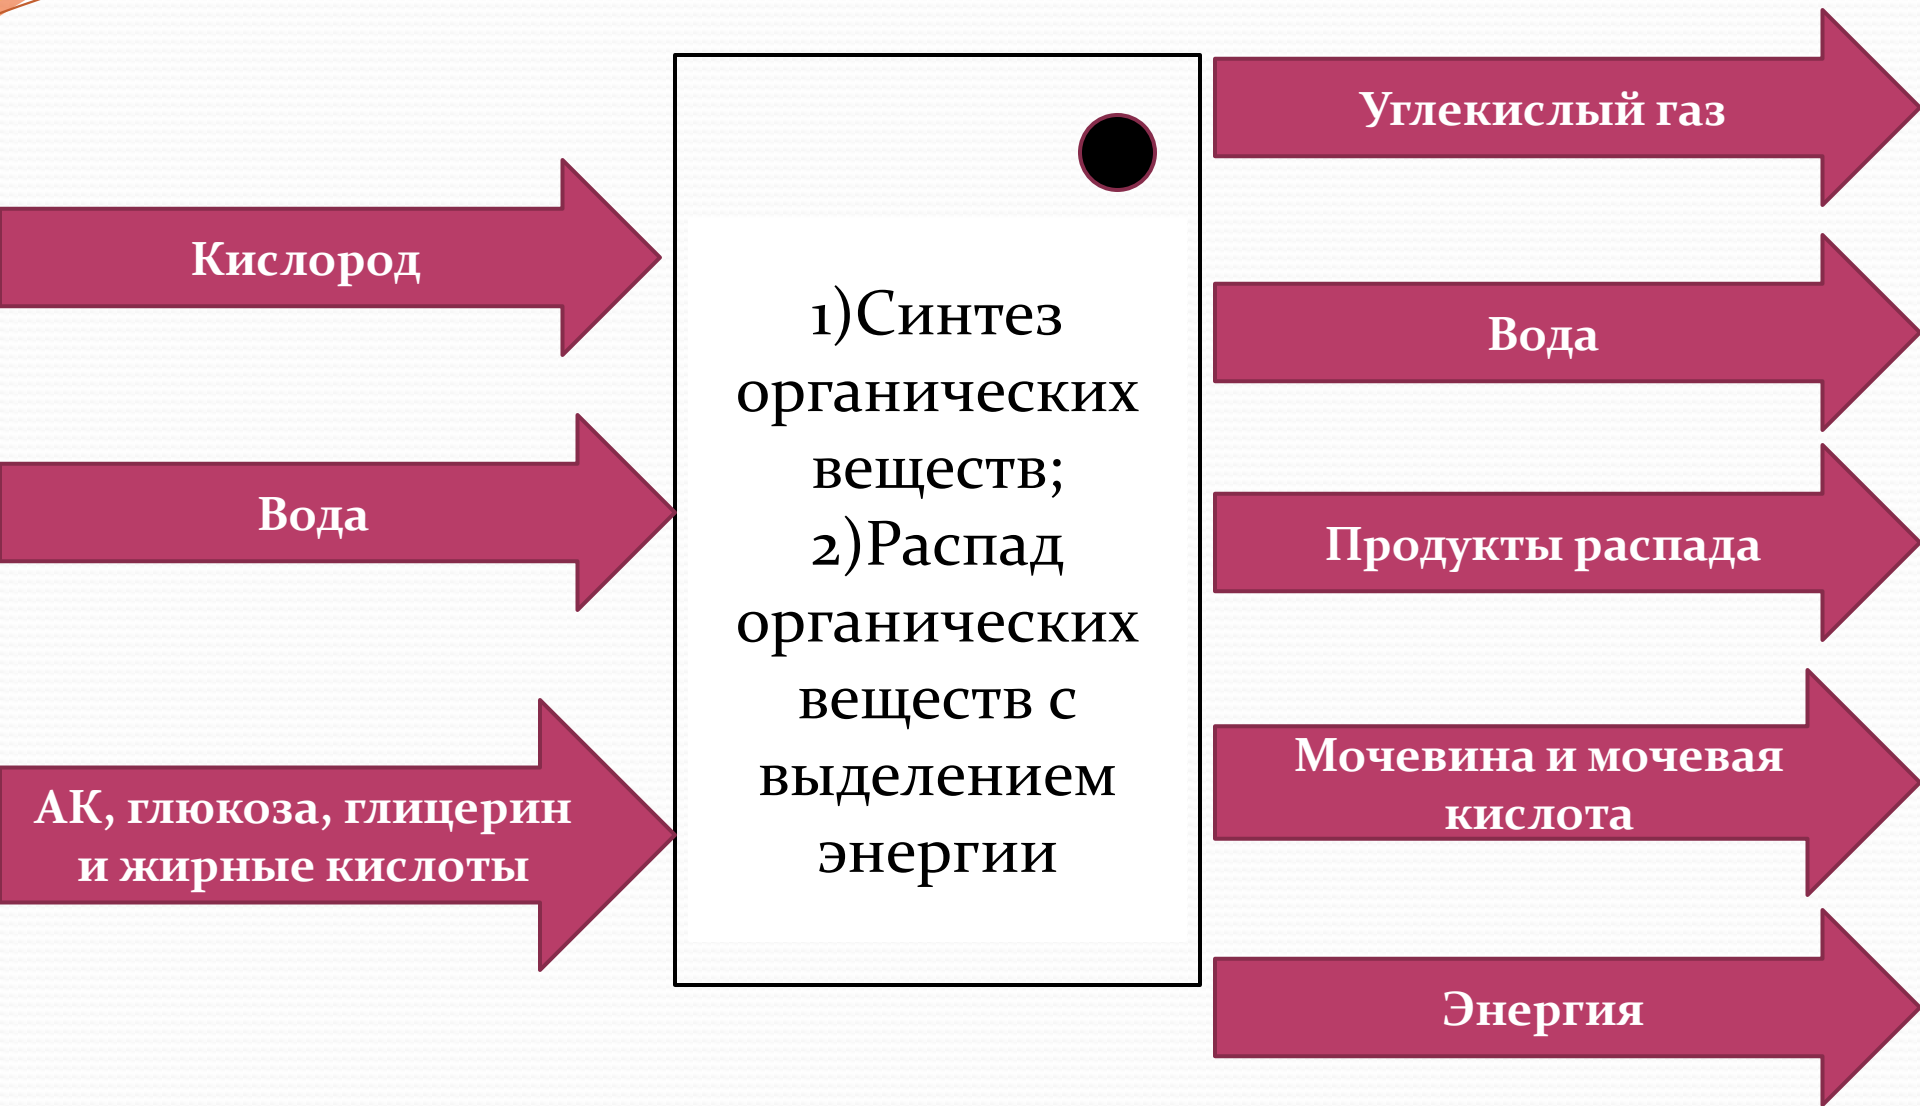 Кислород
Вода
АК, глюкоза, глицерин
и жирные кислоты
1)Синтез
органических
веществ;
2)Распад
органических
веществ с
выделением
энергии
Углекислый газ
Вода
Продукты распада
Мочевина и мочевая
кислота
Энергия